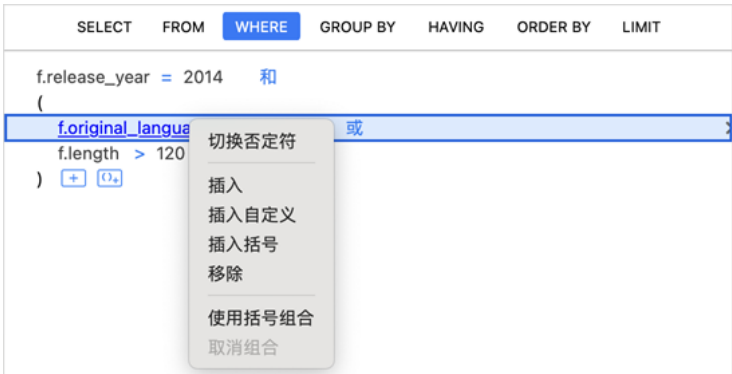 SELECT FROM WHERE GROUP BY HAVING ORDER BY LIMIT
f.release_year = 2014 和
(
f.original_langua 或
f.length > 120
)
切换否定符
插入
插入自定义
插入括号
移除
使用括号组合
取消组合